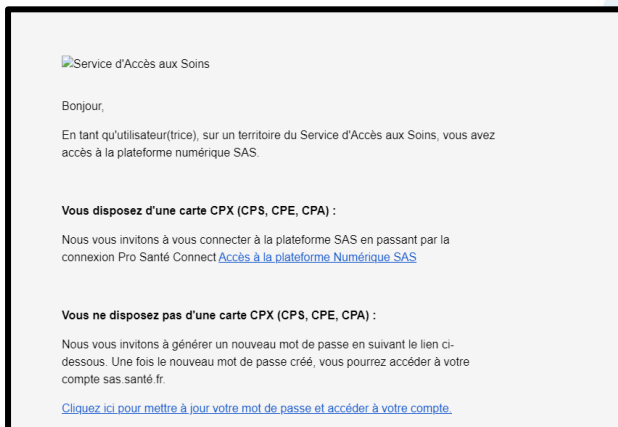 Service d'Accès aux Soins
Bonjour,
En tant qu'utilisateur(trice), sur un territoire du Service d'Accès aux Soins, vous avez
accès à la plateforme numérique SAS.
Vous disposez d'une carte CPX (CPS, CPE, CPA) :
Nous vous invitons à vous connecter à la plateforme SAS en passant par la
connexion Pro Santé Connect Accès à la plateforme Numérique SAS
Vous ne disposez pas d'une carte CPX (CPS, CPE, CPA) :
Nous vous invitons à générer un nouveau mot de passe en suivant le lien ci-
dessous. Une fois le nouveau mot de passe créé, vous pourrez accéder à votre
compte sas.santé.fr.
Cliquez ici pour mettre à jour votre mot de passe et accéder à votre compte.